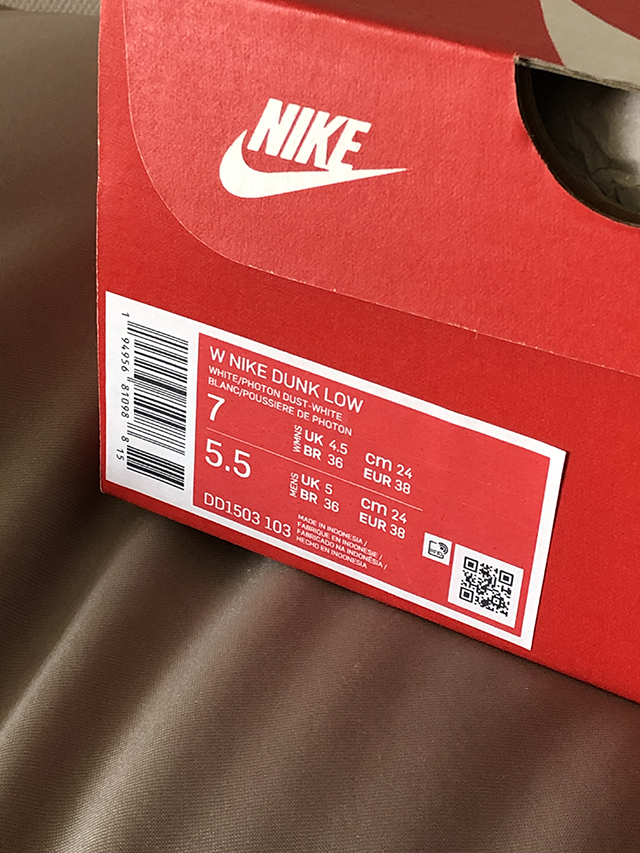 NIKE
W NIKE DUNK LOW
WHITE/PHOTON DUST-WHITE
BLANC/POUSSIERE DE PHOTON
7
WMNS
UK 4.5
BR 36
cm 24
EUR 38
5.5
MENS
UK 5
BR 36
cm 24
EUR 38
DD1503 103
MADE IN INDONESIA /
FABRIQUE EN INDONESIE /
FABRICADO NA INDONÉSIA /
HECHO EN INDONESIA
1 94956 81098 8 15